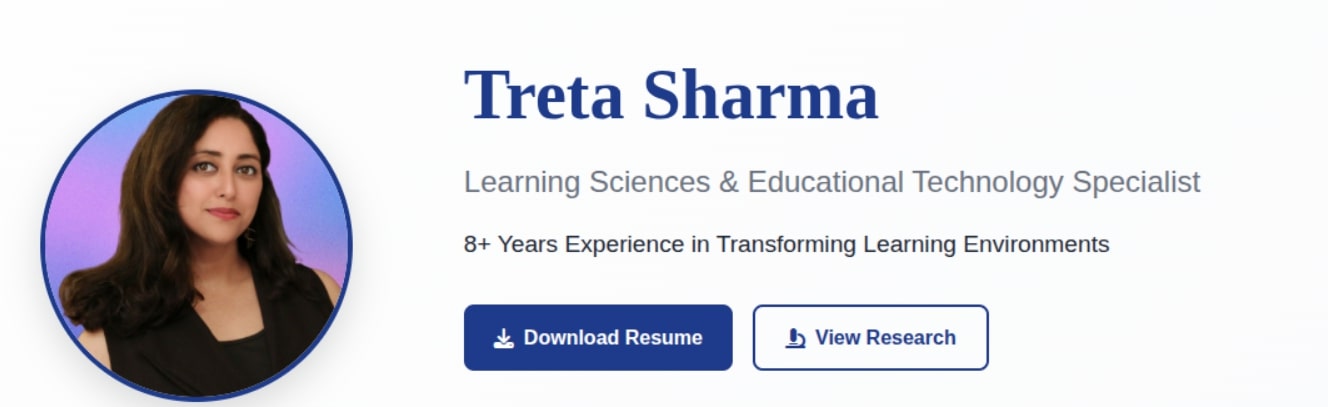 Treta Sharma
Learning Sciences & Educational Technology Specialist
8+ Years Experience in Transforming Learning Environments
Download Resume
View Research